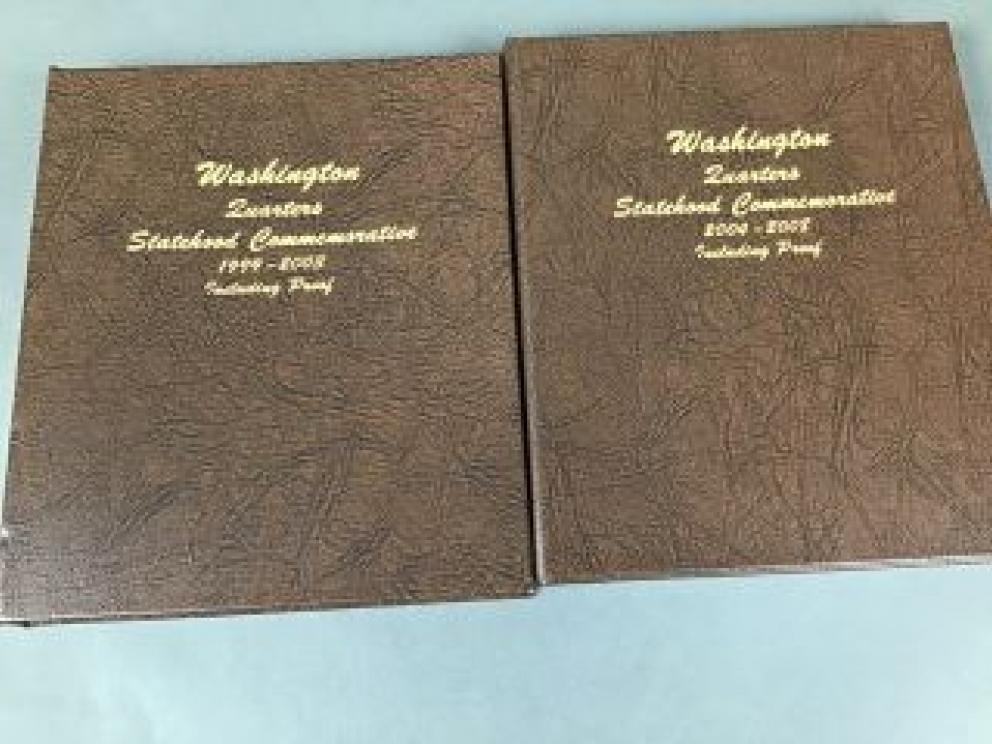 Washington
Quarters
Statehood Commemorative
1999 - 2003
Including Proof
Washington
Quarters
Statehood Commemorative
2004 - 2008
Including Proof